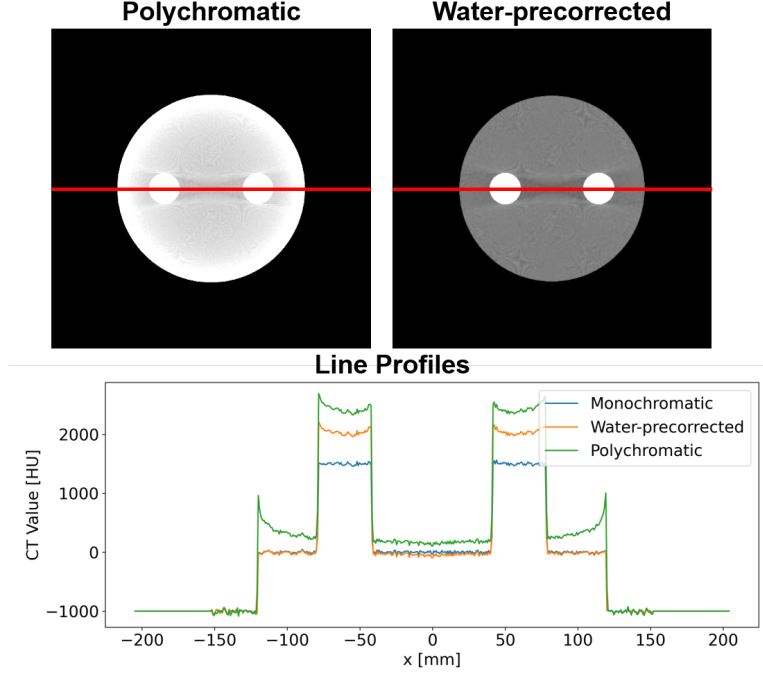 Polychromatic Water-precorrected
Line Profiles
Monochromatic
Water-precorrected
Polychromatic
CT Value [HU]
2000
1000
0
−1000
−200 −150 −100 −50 0 50 100 150 200
x [mm]